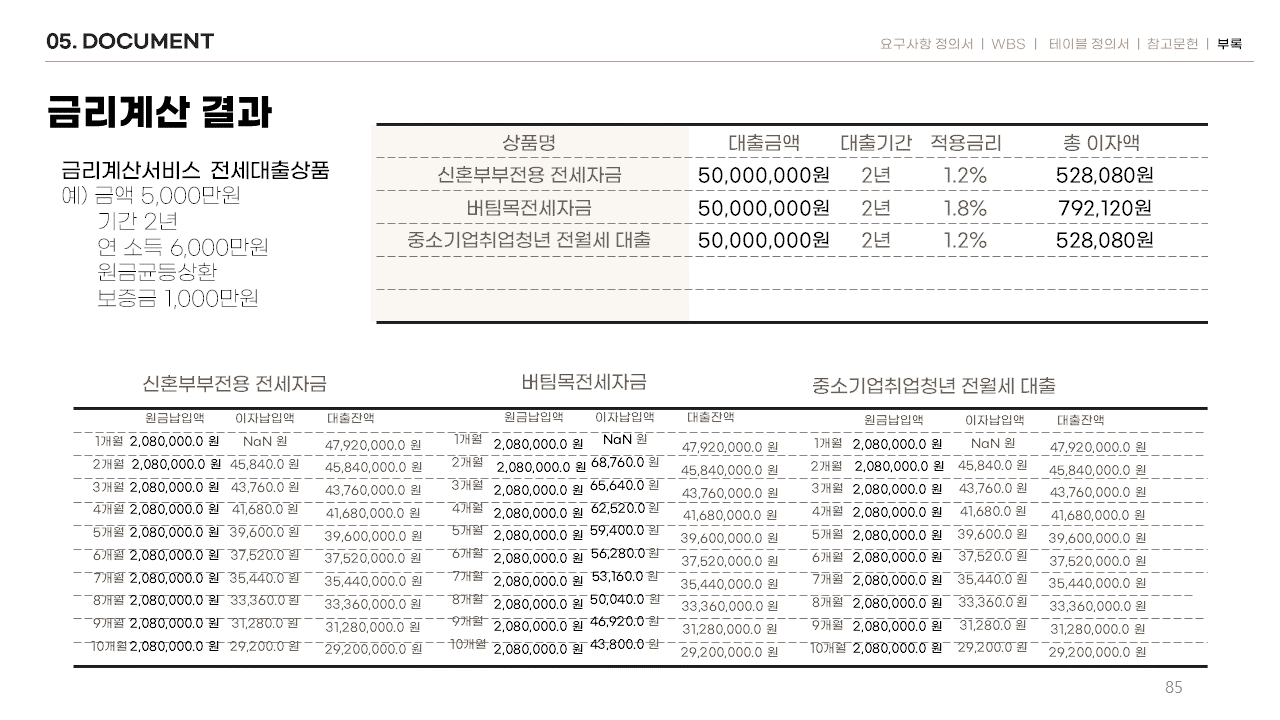 05. DOCUMENT
요구사항 정의서 | WBS | 테이블 정의서 | 참고문헌 | 부록
금리계산 결과
금리계산서비스 전세대출상품
예) 금액 5,000만원
기간 2년
연 소득 6,000만원
원금균등상환
보증금 1,000만원
상품명 대출금액 대출기간 적용금리 총 이자액
신혼부부전용 전세자금 50,000,000원 2년 1.2% 528,080원
버팀목전세자금 50,000,000원 2년 1.8% 792,120원
중소기업취업청년 전월세 대출 50,000,000원 2년 1.2% 528,080원
신혼부부전용 전세자금 버팀목전세자금 중소기업취업청년 전월세 대출
원금납입액 이자납입액 대출잔액 원금납입액 이자납입액 대출잔액 원금납입액 이자납입액 대출잔액
1개월 2,080,000.0 원 NaN 원 47,920,000.0 원 1개월 2,080,000.0 원 NaN 원 47,920,000.0 원 1개월 2,080,000.0 원 NaN 원 47,920,000.0 원
2개월 2,080,000.0 원 45,840.0 원 45,840,000.0 원 2개월 2,080,000.0 원 68,760.0 원 45,840,000.0 원 2개월 2,080,000.0 원 45,840.0 원 45,840,000.0 원
3개월 2,080,000.0 원 43,760.0 원 43,760,000.0 원 3개월 2,080,000.0 원 65,640.0 원 43,760,000.0 원 3개월 2,080,000.0 원 43,760.0 원 43,760,000.0 원
4개월 2,080,000.0 원 41,680.0 원 41,680,000.0 원 4개월 2,080,000.0 원 62,520.0 원 41,680,000.0 원 4개월 2,080,000.0 원 41,680.0 원 41,680,000.0 원
5개월 2,080,000.0 원 39,600.0 원 39,600,000.0 원 5개월 2,080,000.0 원 59,400.0 원 39,600,000.0 원 5개월 2,080,000.0 원 39,600.0 원 39,600,000.0 원
6개월 2,080,000.0 원 37,520.0 원 37,520,000.0 원 6개월 2,080,000.0 원 56,280.0 원 37,520,000.0 원 6개월 2,080,000.0 원 37,520.0 원 37,520,000.0 원
7개월 2,080,000.0 원 35,440.0 원 35,440,000.0 원 7개월 2,080,000.0 원 53,160.0 원 35,440,000.0 원 7개월 2,080,000.0 원 35,440.0 원 35,440,000.0 원
8개월 2,080,000.0 원 33,360.0 원 33,360,000.0 원 8개월 2,080,000.0 원 50,040.0 원 33,360,000.0 원 8개월 2,080,000.0 원 33,360.0 원 33,360,000.0 원
9개월 2,080,000.0 원 31,280.0 원 31,280,000.0 원 9개월 2,080,000.0 원 46,920.0 원 31,280,000.0 원 9개월 2,080,000.0 원 31,280.0 원 31,280,000.0 원
10개월 2,080,000.0 원 29,200.0 원 29,200,000.0 원 10개월 2,080,000.0 원 43,800.0 원 29,200,000.0 원 10개월 2,080,000.0 원 29,200.0 원 29,200,000.0 원
85